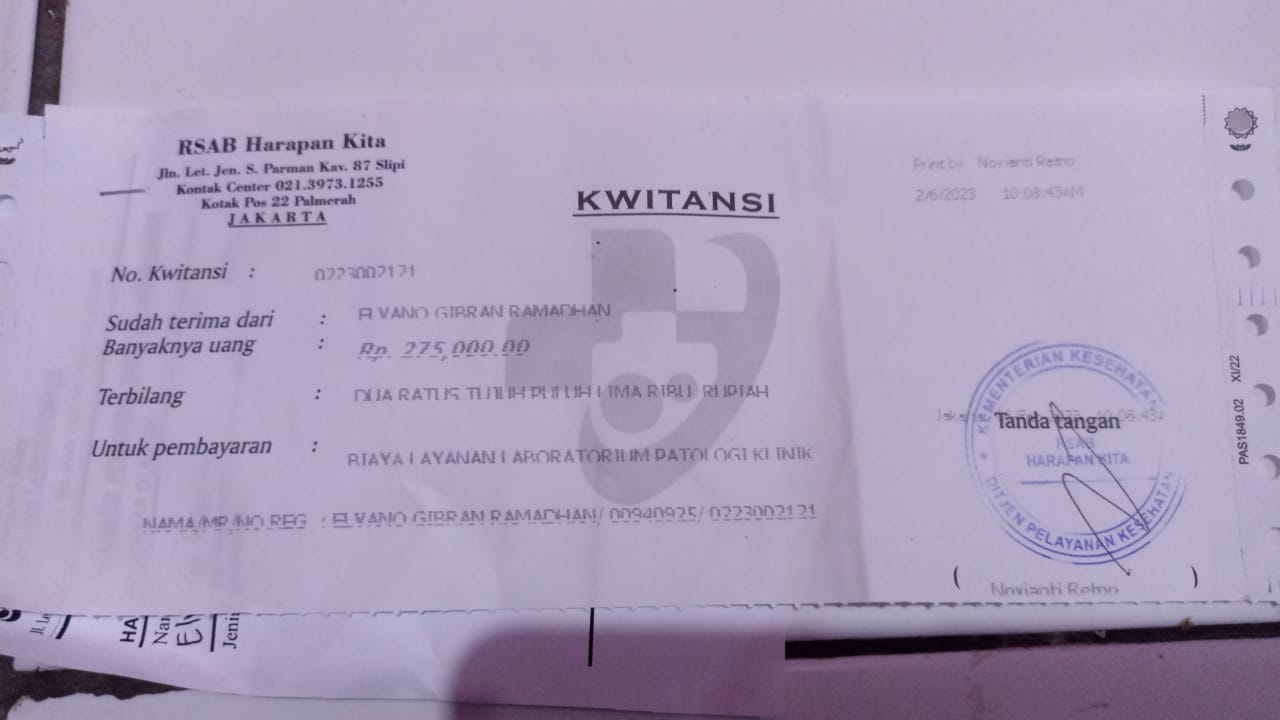 RSAB Harapan Kita
Jln. Let. Jen. S. Parman Kav. 87 Slipi
Kontak Center 021.3973.1255
Kotak Pos 22 Palmerah
JAKARTA
KWITANSI
Print by Novianti Retno
2/6/2023 10:08:43AM
No. Kwitansi : 0223002121
Sudah terima dari : ELVANO GIBRAN RAMADHAN
Banyaknya uang : Rp. 275,000.00
Terbilang : DUA RATUS TUJUH PULUH LIMA RIBU RUPIAH
Untuk pembayaran : BIAYA LAYANAN LABORATORIUM PATOLOGI KLINIK
NAMA/MR/NO REG : ELVANO GIBRAN RAMADHAN/ 00940925/ 0223002121
Tanda tangan
KEMENTERIAN KESEHATAN
RSAB
HARAPAN KITA
DITJEN PELAYANAN KESEHATAN
( Novianti Retno )
PAS1849.02 XI/22
HA
Na
Jeni